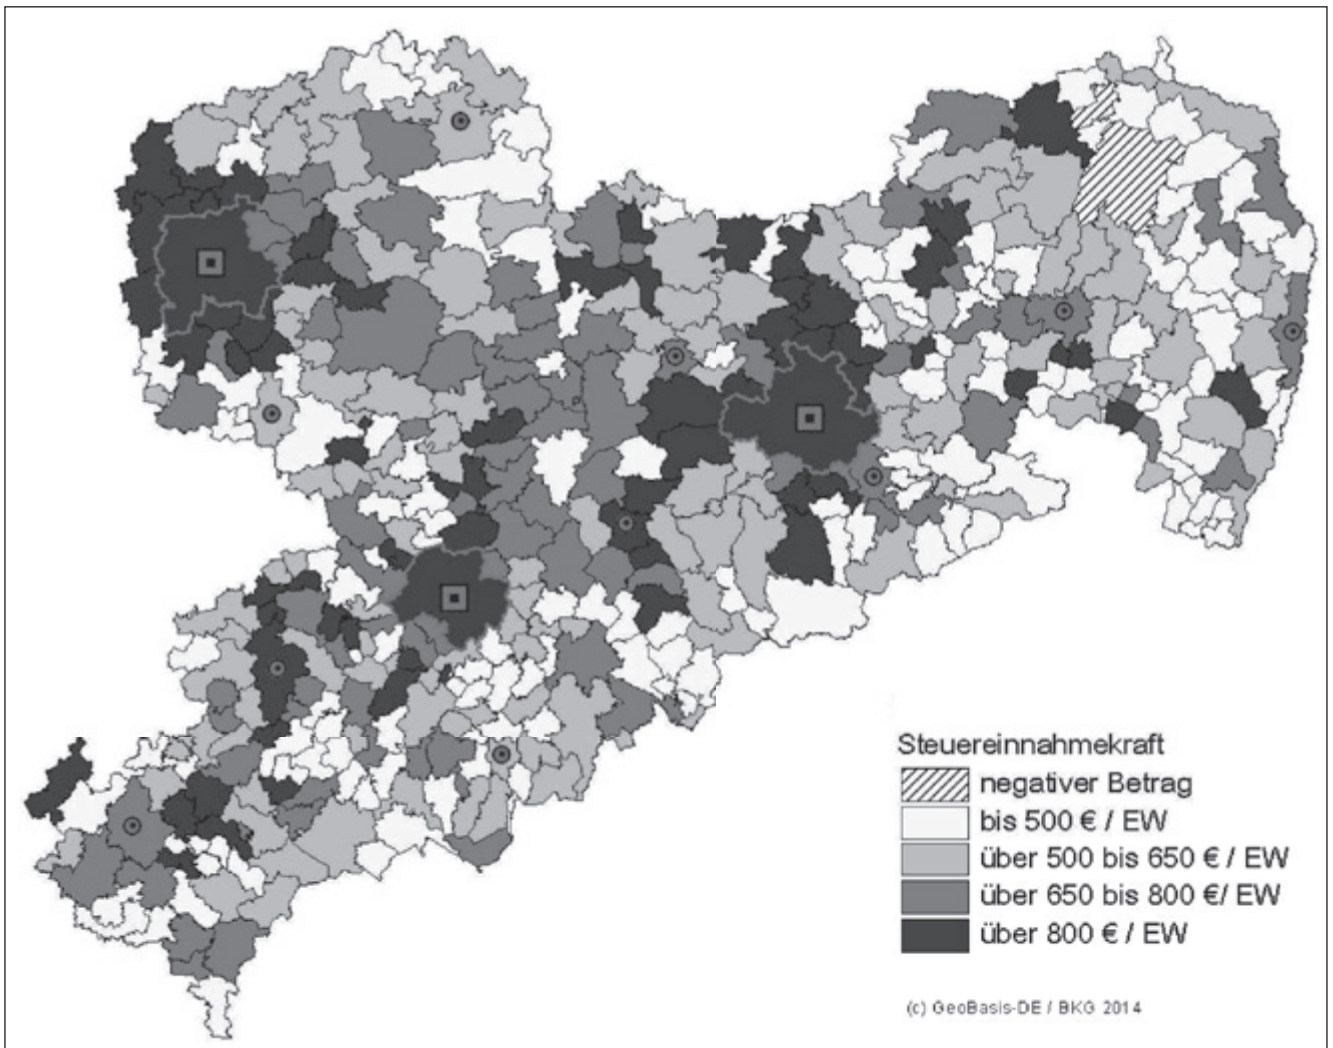 Steuereinnahmekraft
negativer Betrag
bis 500 € / EW
über 500 bis 650 € / EW
über 650 bis 800 €/ EW
über 800 € / EW
(c) GeoBasis-DE / BKG 2014